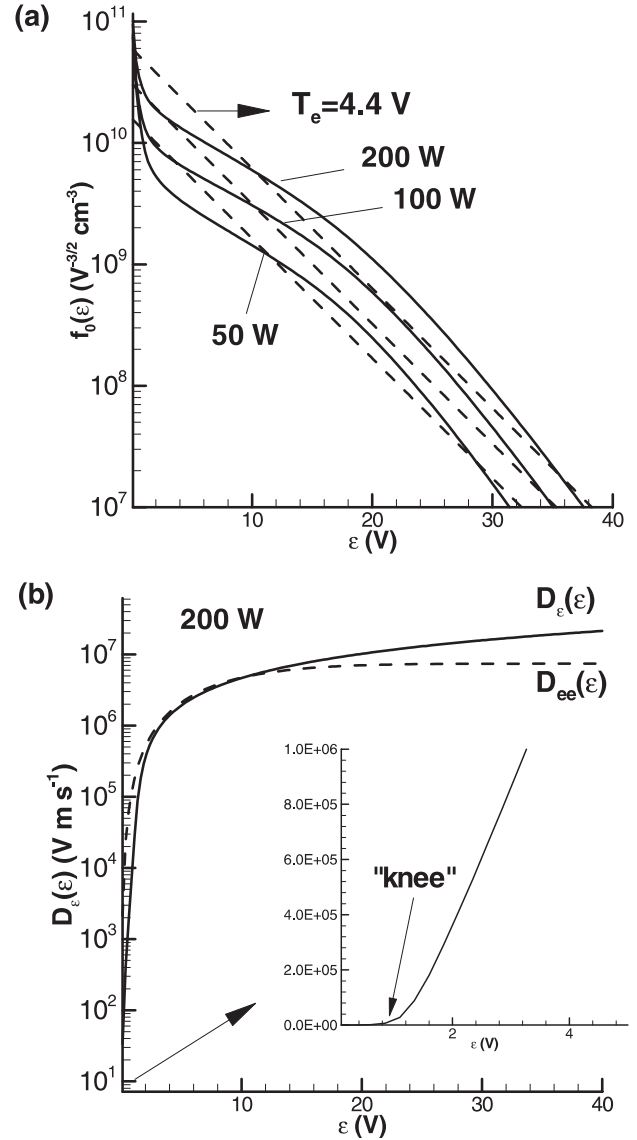 (a)
10¹¹
10¹⁰
10⁹
10⁸
10⁷
f₀(ε) (V⁻³/² cm⁻³)
Tₑ=4.4 V
200 W
100 W
50 W
10 20 30 40
ε (V)
(b)
200 W
D_ε(ε)
D_ee(ε)
10⁷
10⁶
10⁵
10⁴
10³
10²
10¹
D_ε(ε) (V m s⁻¹)
1.0E+06
8.0E+05
6.0E+05
4.0E+05
2.0E+05
0.0E+00
"knee"
2 4
ε (V)
10 20 30 40
ε (V)